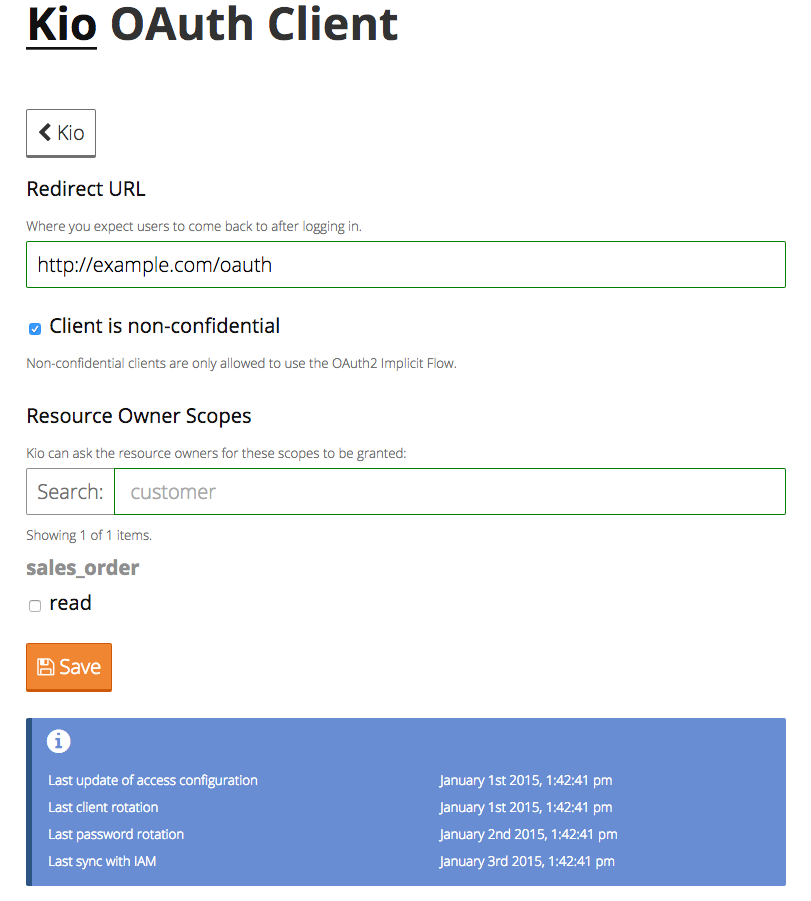 Kio OAuth Client
Kio
Redirect URL
Where you expect users to come back to after logging in.
http://example.com/oauth
Client is non-confidential
Non-confidential clients are only allowed to use the OAuth2 Implicit Flow.
Resource Owner Scopes
Kio can ask the resource owners for these scopes to be granted:
Search: customer
Showing 1 of 1 items.
sales_order
read
Save
Last update of access configuration January 1st 2015, 1:42:41 pm
Last client rotation January 1st 2015, 1:42:41 pm
Last password rotation January 2nd 2015, 1:42:41 pm
Last sync with IAM January 3rd 2015, 1:42:41 pm